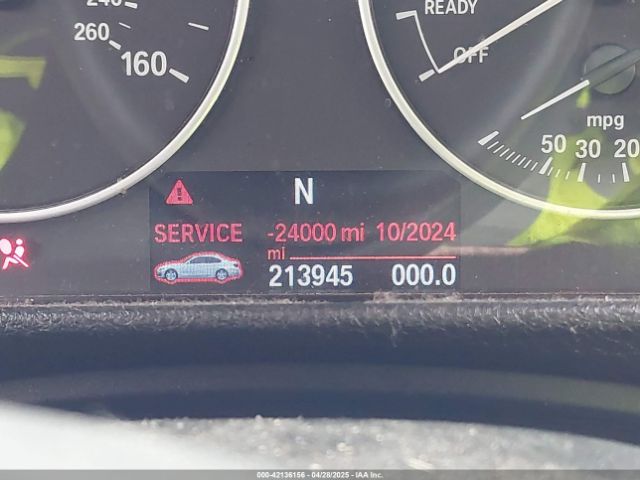 240
260
160
READY
OFF
mpg
50 30 20
N
SERVICE -24000 mi 10/2024
mi
213945 000.0
000-42136156 | 04/28/2025 - IAA Inc.